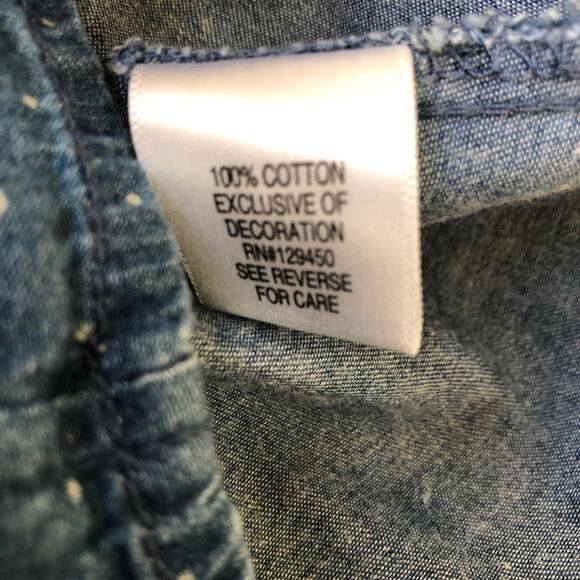 100% COTTON
EXCLUSIVE OF
DECORATION
RN#129450
SEE REVERSE
FOR CARE